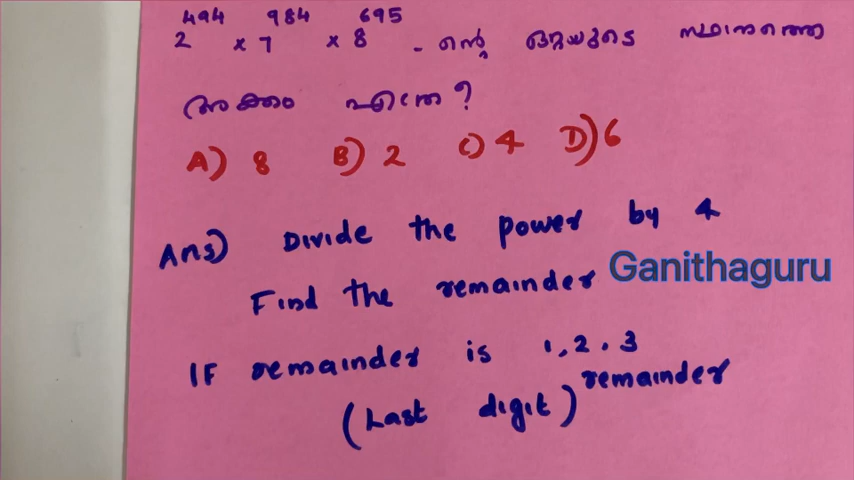 2^494 x 7^984 x 8^695 - ന്റെ ഒറ്റയുടെ സ്ഥാനത്തെ
അക്കം ഏത്?
A) 8 B) 2 C) 4 D) 6
Ans) Divide the power by 4
Ganithaguru
Find the remainder
IF remainder is 1, 2, 3
(Last digit)^remainder